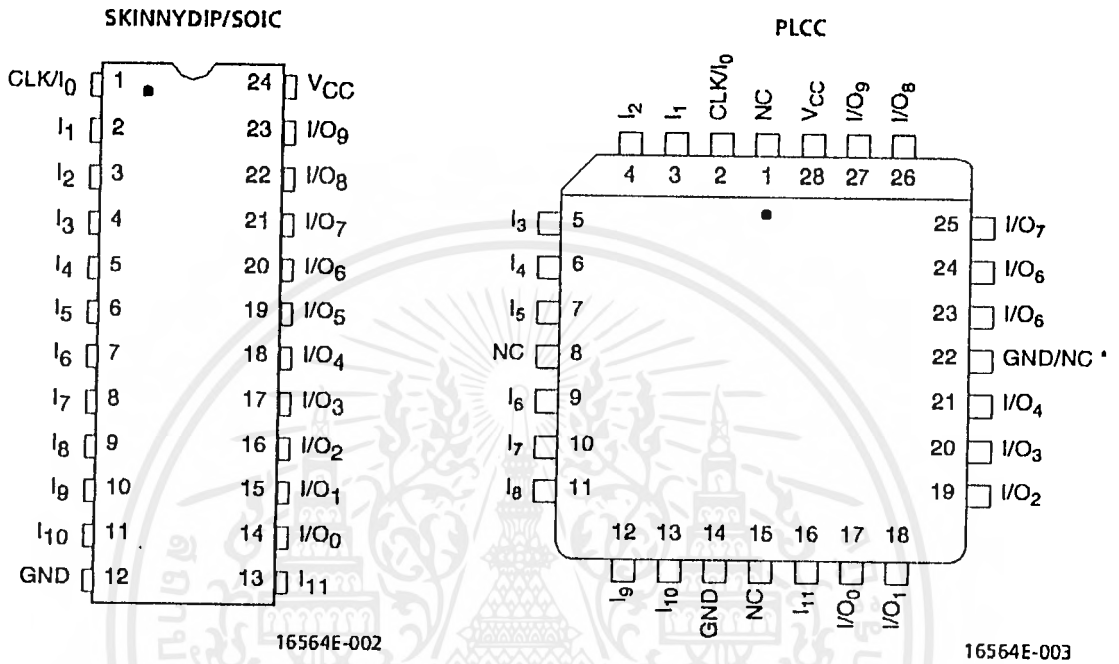 SKINNYDIP/SOIC
CLK/I0 1 24 VCC
I1 2 23 I/O9
I2 3 22 I/O8
I3 4 21 I/O7
I4 5 20 I/O6
I5 6 19 I/O5
I6 7 18 I/O4
I7 8 17 I/O3
I8 9 16 I/O2
I9 10 15 I/O1
I10 11 14 I/O0
GND 12 13 I11
16564E-002
PLCC
I2 I1 CLK/I0 NC VCC I/O9 I/O8
4 3 2 1 28 27 26
I3 5 25 I/O7
I4 6 24 I/O6
I5 7 23 I/O6
NC 8 22 GND/NC *
I6 9 21 I/O4
I7 10 20 I/O3
I8 11 19 I/O2
12 13 14 15 16 17 18
I9 I10 GND NC I11 I/O0 I/O1
16564E-003